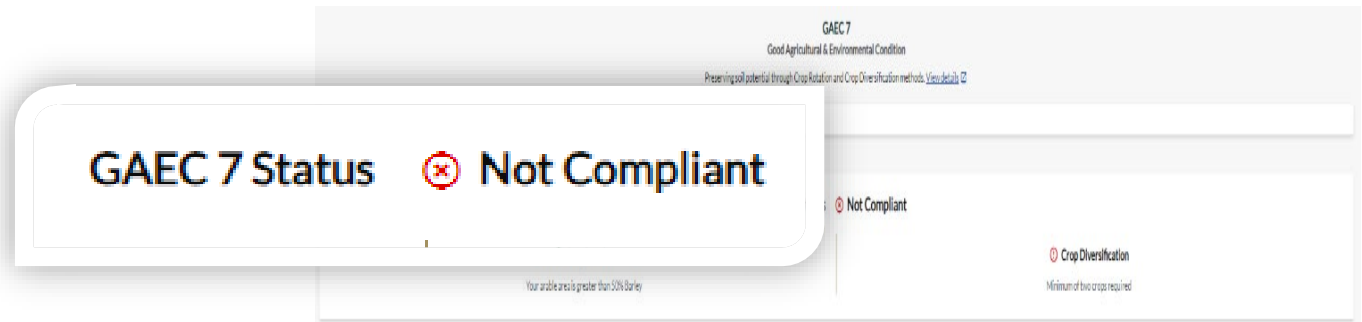 GAEC 7
Good Agricultural & Environmental Condition
Preserving soil potential through Crop Rotation and Crop Diversification methods. View details
GAEC 7 Status Not Compliant
Not Compliant
Crop Diversification
Your arable area is greater than 50% Barley
Minimum of two crops required